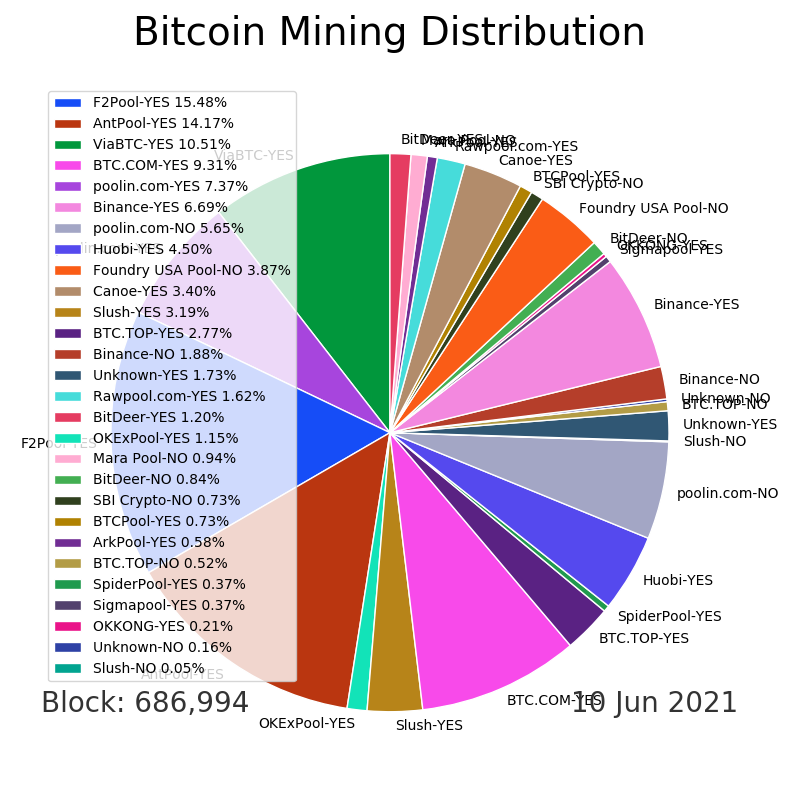 Bitcoin Mining Distribution
F2Pool-YES 15.48%
AntPool-YES 14.17%
ViaBTC-YES 10.51%
BTC.COM-YES 9.31%
poolin.com-YES 7.37%
Binance-YES 6.69%
poolin.com-NO 5.65%
Huobi-YES 4.50%
Foundry USA Pool-NO 3.87%
Canoe-YES 3.40%
Slush-YES 3.19%
BTC.TOP-YES 2.77%
Binance-NO 1.88%
Unknown-YES 1.73%
Rawpool.com-YES 1.62%
BitDeer-YES 1.20%
OKExPool-YES 1.15%
Mara Pool-NO 0.94%
BitDeer-NO 0.84%
SBI Crypto-NO 0.73%
BTCPool-YES 0.73%
ArkPool-YES 0.58%
BTC.TOP-NO 0.52%
SpiderPool-YES 0.37%
Sigmapool-YES 0.37%
OKKONG-YES 0.21%
Unknown-NO 0.16%
Slush-NO 0.05%
BitDeer-YES
Mara Pool-NO
ArkPool-YES
Rawpool.com-YES
Canoe-YES
BTCPool-YES
SBI Crypto-NO
Foundry USA Pool-NO
BitDeer-NO
OKKONG-YES
Sigmapool-YES
Binance-YES
Binance-NO
Unknown-NO
BTC.TOP-NO
Unknown-YES
Slush-NO
poolin.com-NO
Huobi-YES
SpiderPool-YES
BTC.TOP-YES
BTC.COM-YES
Slush-YES
OKExPool-YES
AntPool-YES
F2Pool-YES
ViaBTC-YES
Block: 686,994
10 Jun 2021